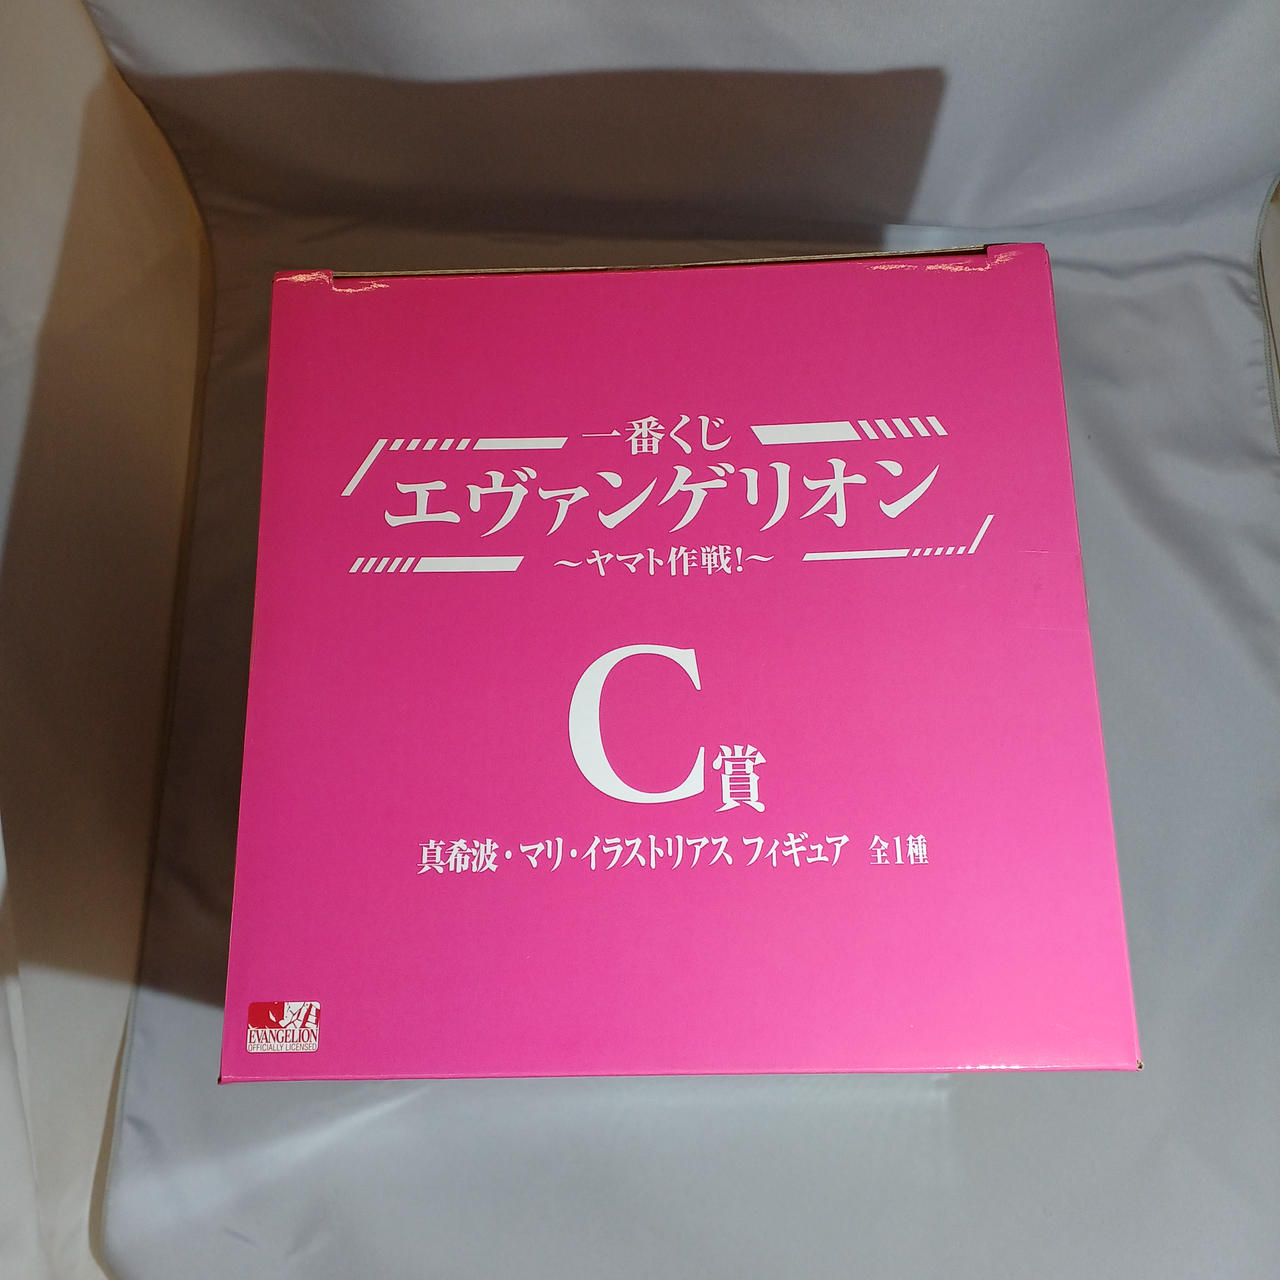 一番くじ
エヴァンゲリオン
～ヤマト作戦！～
C賞
真希波・マリ・イラストリアス フィギュア 全1種
EVANGELION
OFFICIALLY LICENSED